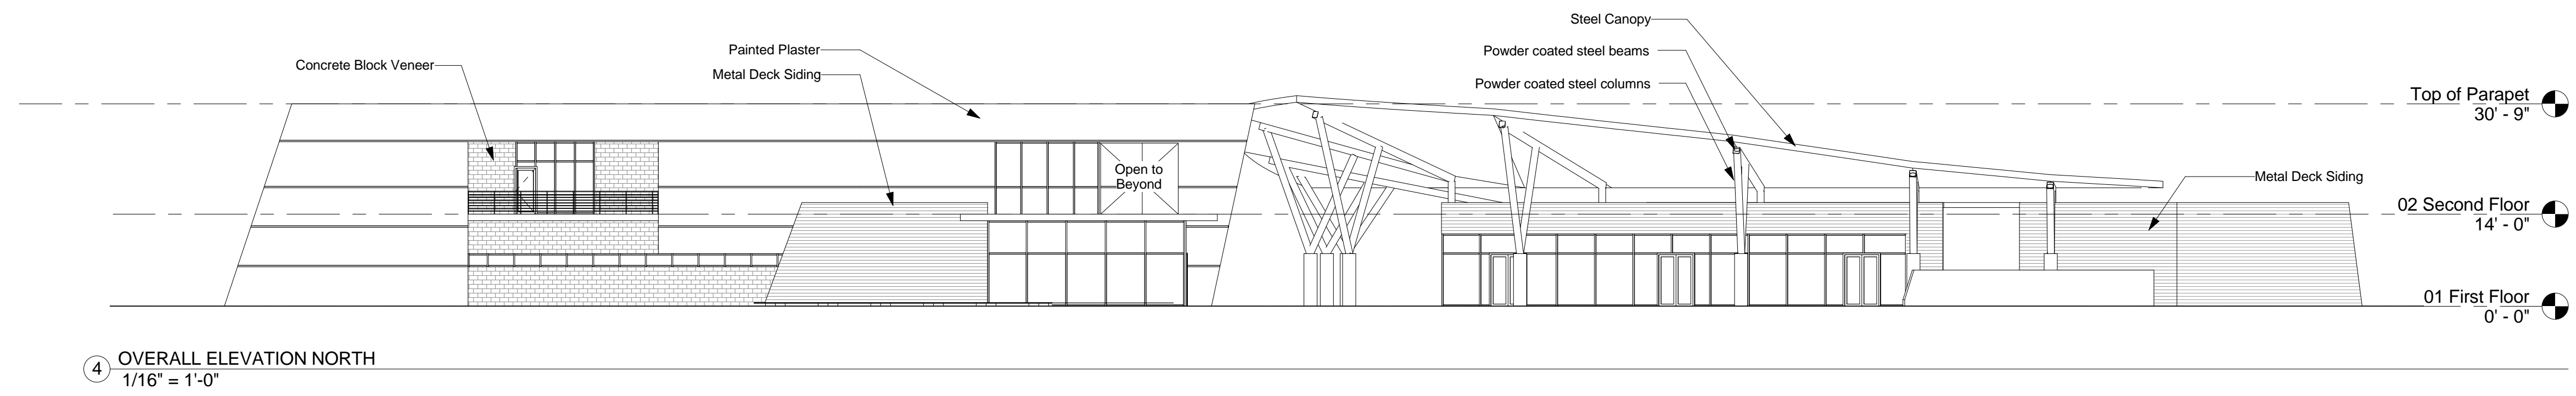 Steel Canopy
Painted Plaster
Powder coated steel beams
Concrete Block Veneer
Metal Deck Siding
Powder coated steel columns
Top of Parapet
30' - 9"
Open to
Beyond
Metal Deck Siding
02 Second Floor
14' - 0"
01 First Floor
0' - 0"
4
OVERALL ELEVATION NORTH
1/16" = 1'-0"